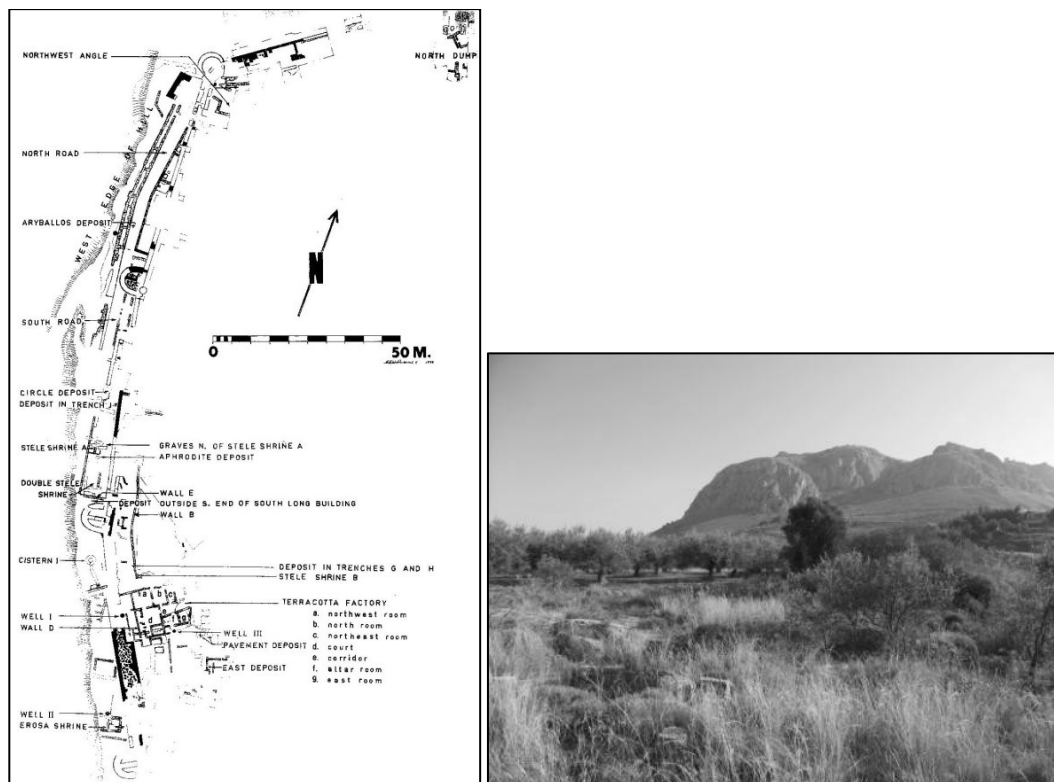 NORTHWEST ANGLE
NORTH DUMP
NORTH ROAD
WEST EDGE OF HILL
ARYBALLOS DEPOSIT
N
SOUTH ROAD
0 50 M.
CIRCLE DEPOSIT
DEPOSIT IN TRENCH J
STELE SHRINE A
GRAVES N. OF STELE SHRINE A
APHRODITE DEPOSIT
DOUBLE STELE
SHRINE
WALL E
DEPOSIT OUTSIDE S. END OF SOUTH LONG BUILDING
WALL B
CISTERN I
DEPOSIT IN TRENCHES G AND H
STELE SHRINE B
TERRACOTTA FACTORY
a. northwest room
b. north room
c. northeast room
d. court
e. corridor
f. altar room
g. east room
a b c
d
WELL I
WALL D
WELL III
PAVEMENT DEPOSIT
EAST DEPOSIT
WELL II
EROSA SHRINE